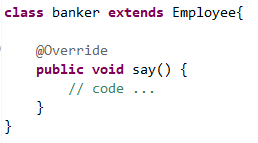 class banker extends Employee{
@Override
public void say() {
// code ...
}
}